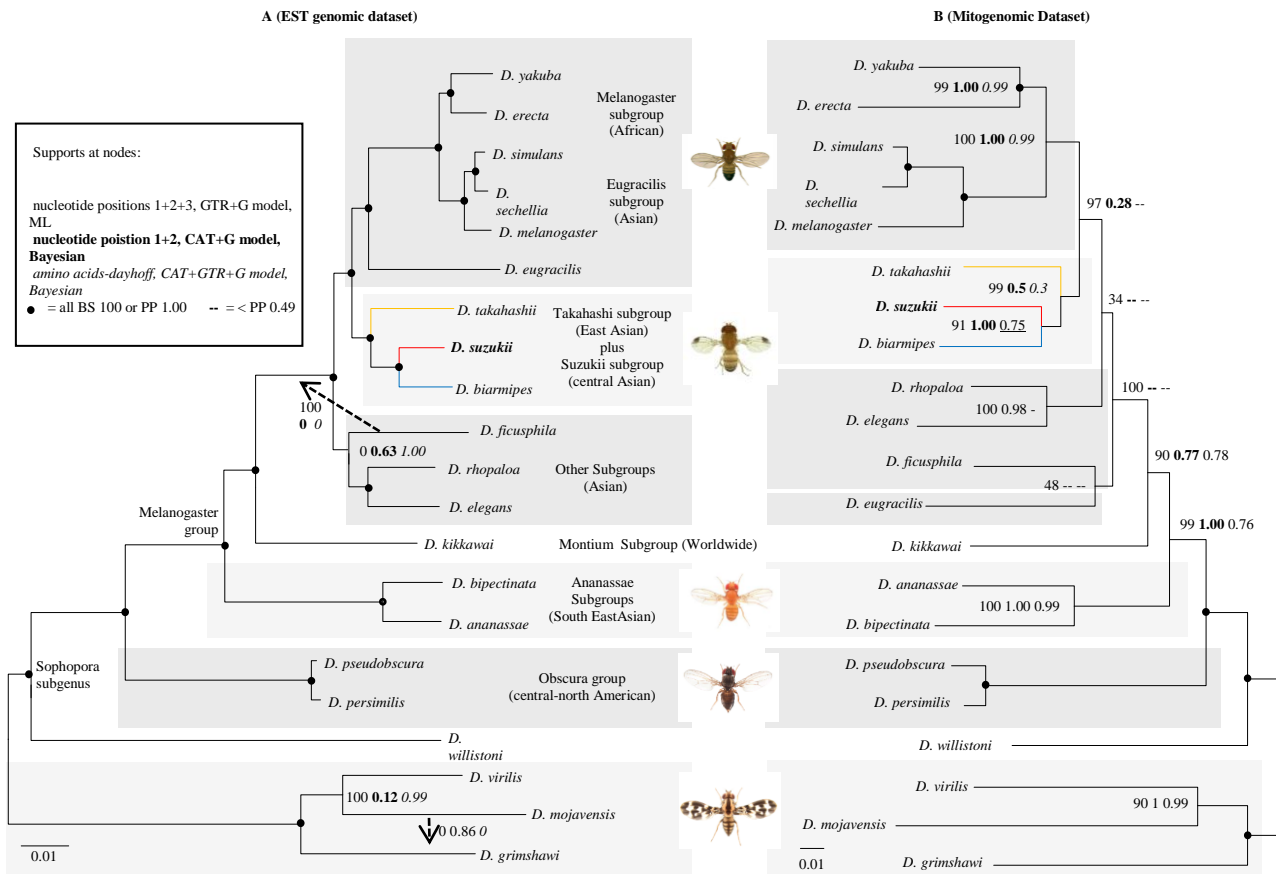 A (EST genomic dataset)
B (Mitogenomic Dataset)
Supports at nodes:
nucleotide positions 1+2+3, GTR+G model,
ML
nucleotide poistion 1+2, CAT+G model,
Bayesian
amino acids-dayhoff, CAT+GTR+G model,
Bayesian
= all BS 100 or PP 1.00 -- = < PP 0.49
D. yakuba
D. erecta
D. simulans
D.
sechellia
D. melanogaster
D. eugracilis
D. takahashii
D. suzukii
D. biarmipes
100
0 0
D. ficusphila
0 0.63 1.00
D. rhopaloa
D. elegans
D. kikkawai
Melanogaster
group
D. bipectinata
D. ananassae
Sophopora
subgenus
D. pseudobscura
D. persimilis
D.
willistoni
D. virilis
100 0.12 0.99
D. mojavensis
0 0.86 0
D. grimshawi
0.01
Melanogaster
subgroup
(African)
Eugracilis
subgroup
(Asian)
Takahashi subgroup
(East Asian)
plus
Suzukii subgroup
(central Asian)
Other Subgroups
(Asian)
Montium Subgroup (Worldwide)
Ananassae
Subgroups
(South EastAsian)
Obscura group
(central-north American)
D. yakuba
99 1.00 0.99
D. erecta
100 1.00 0.99
D. simulans
D.
sechellia
D. melanogaster
97 0.28 --
D. takahashii
99 0.5 0.3
D. suzukii
34 -- --
91 1.00 0.75
D. biarmipes
D. rhopaloa
100 -- --
100 0.98 -
D. elegans
D. ficusphila
90 0.77 0.78
48 -- --
D. eugracilis
99 1.00 0.76
D. kikkawai
D. ananassae
100 1.00 0.99
D. bipectinata
D. pseudobscura
D. persimilis
D. willistoni
D. virilis
90 1 0.99
D. mojavensis
D. grimshawi
0.01